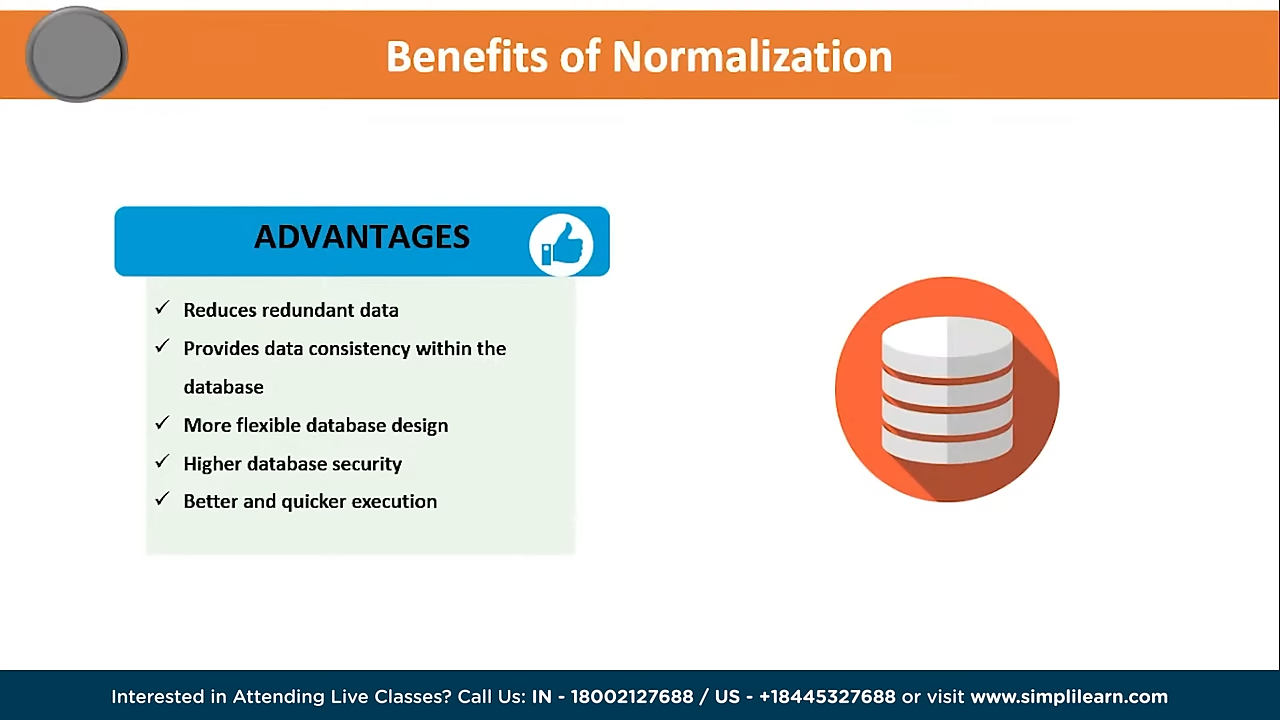 Benefits of Normalization
ADVANTAGES
✓ Reduces redundant data
✓ Provides data consistency within the
database
✓ More flexible database design
✓ Higher database security
✓ Better and quicker execution
Interested in Attending Live Classes? Call Us: IN - 18002127688 / US - +18445327688 or visit www.simplilearn.com